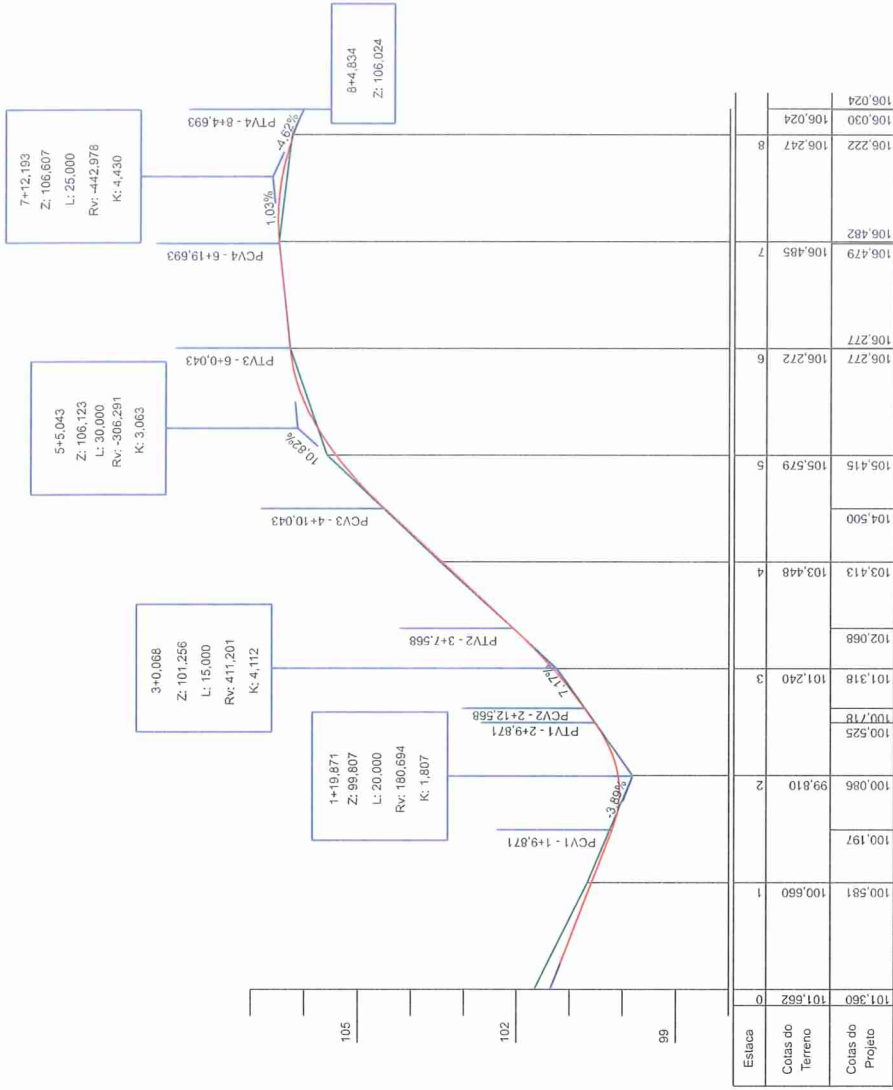 7+12,193
Z: 106,607
L: 25,000
Rv: -442,978
K: 4,430
8+4,834
Z: 106,024
5+5,043
Z: 106,123
L: 30,000
Rv: -306,291
K: 3,063
3+0,068
Z: 101,256
L: 15,000
Rv: 411,201
K: 4,112
1+19,871
Z: 99,807
L: 20,000
Rv: 180,694
K: 1,807
PTV4 - 8+4,693
-4,62%
1,03%
PCV4 - 6+19,693
PTV3 - 6+0,043
10,82%
PCV3 - 4+10,043
PTV2 - 3+7,568
7,17%
PCV2 - 2+12,568
PTV1 - 2+9,871
-3,89%
PCV1 - 1+9,871
105
102
99
Estaca
0 1 2 3 4 5 6 7 8
Cotas do
Terreno
101,662 100,660 99,810 101,240 103,448 105,579 106,272 106,485 106,247 106,024
Cotas do
Projeto
101,360 100,581 100,197 100,086 100,525 100,718 101,318 102,068 103,413 104,500 105,415 106,277 106,277 106,479 106,482 106,222 106,030 106,024